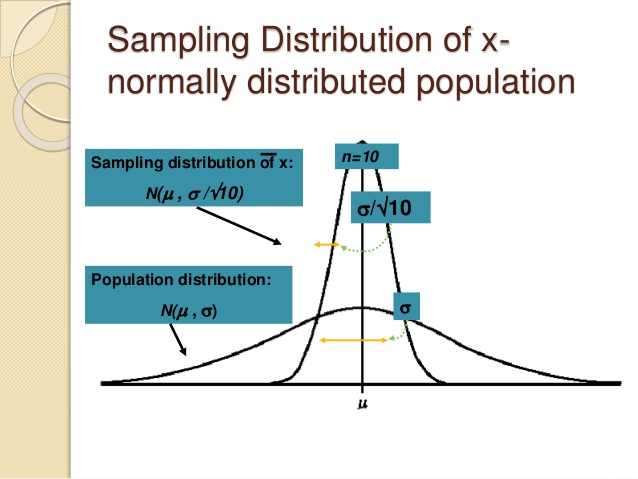 Sampling Distribution of x-
normally distributed population
Sampling distribution of x:
N(μ , σ /√10)
n=10
σ/√10
Population distribution:
N(μ , σ)
σ
μ